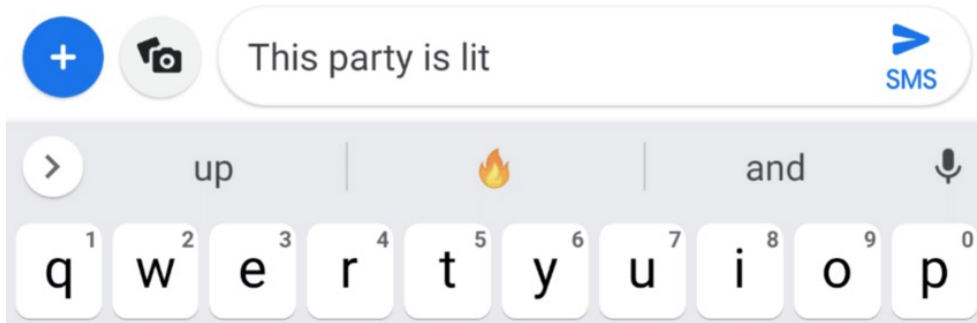 This party is lit
SMS
up 🔥 and
1 2 3 4 5 6 7 8 9 0
q w e r t y u i o p